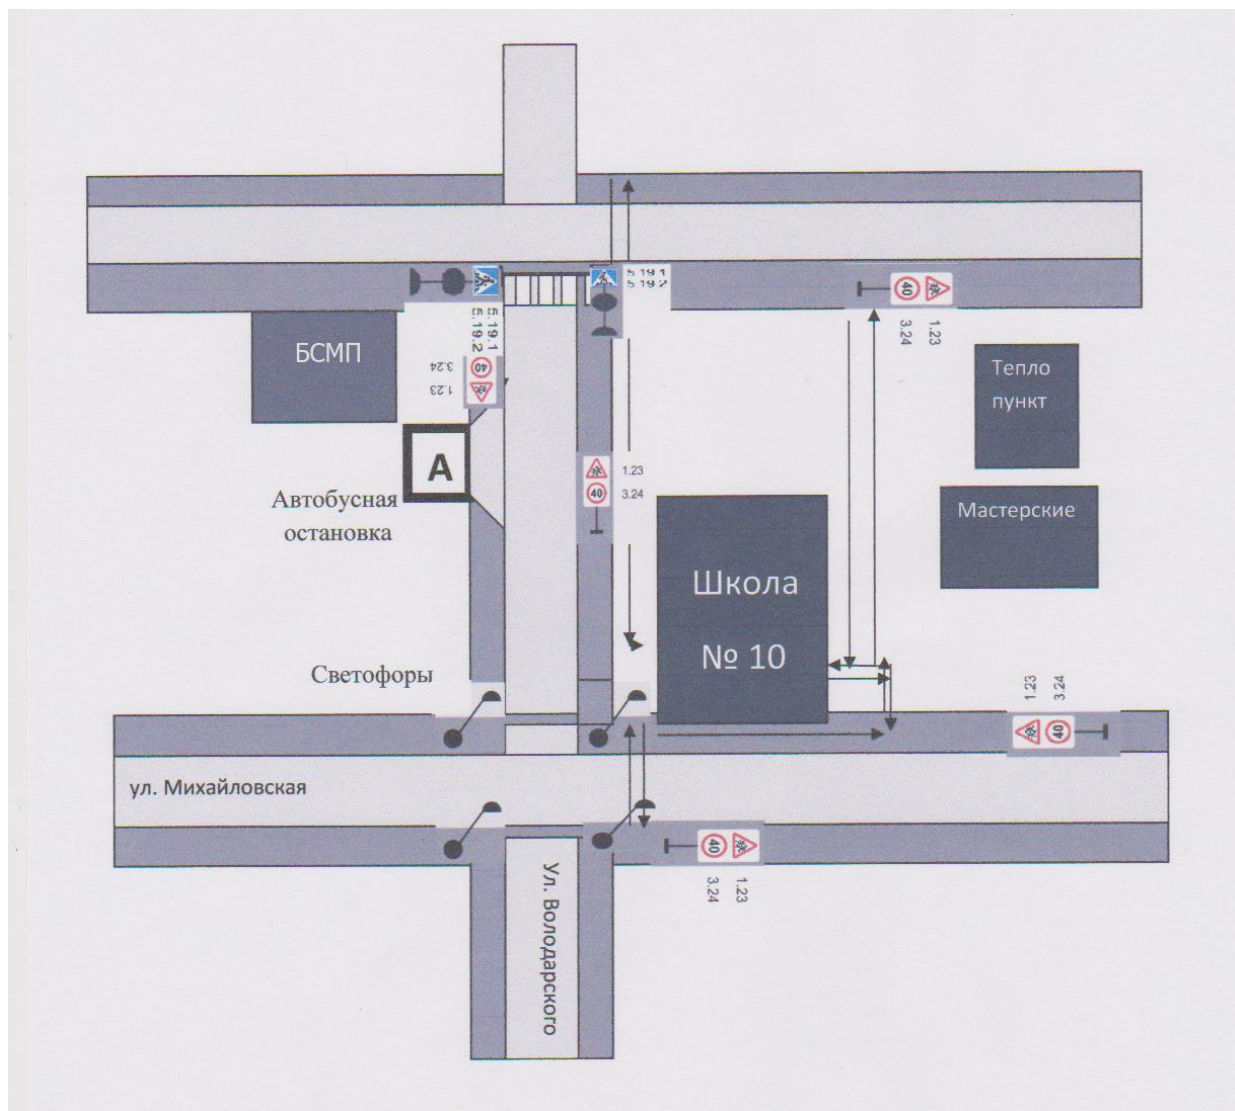 5.19.1
5.19.2
5.19.1
5.19.2
40
3.24
1.23
БСМП
3.24
40
1.23
Тепло
пункт
А
1.23
40
3.24
Автобусная
остановка
Мастерские
Школа
№ 10
Светофоры
1.23
3.24
40
ул. Михайловская
40
3.24
1.23
Ул. Володарского